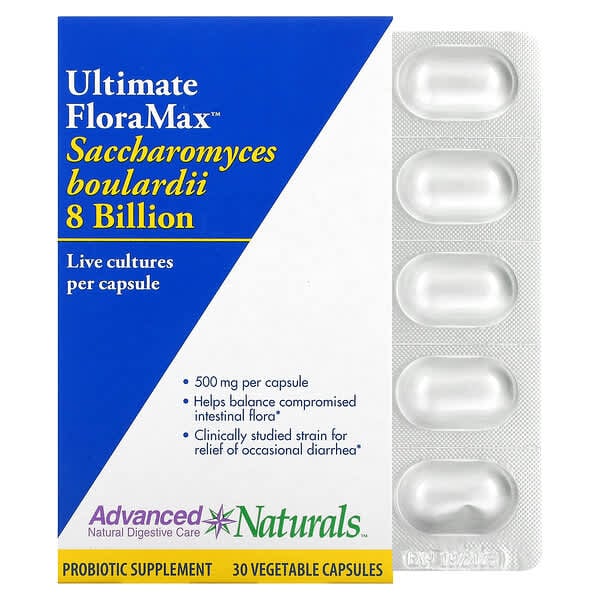 Ultimate
FloraMax™
Saccharomyces
boulardii
8 Billion
Live cultures
per capsule
• 500 mg per capsule
• Helps balance compromised
intestinal flora*
• Clinically studied strain for
relief of occasional diarrhea*
Advanced Naturals™
Natural Digestive Care
PROBIOTIC SUPPLEMENT 30 VEGETABLE CAPSULES